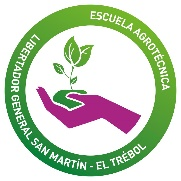 ESCUELA AGROTÉCNICA
LIBERTADOR GENERAL SAN MARTÍN - EL TRÉBOL